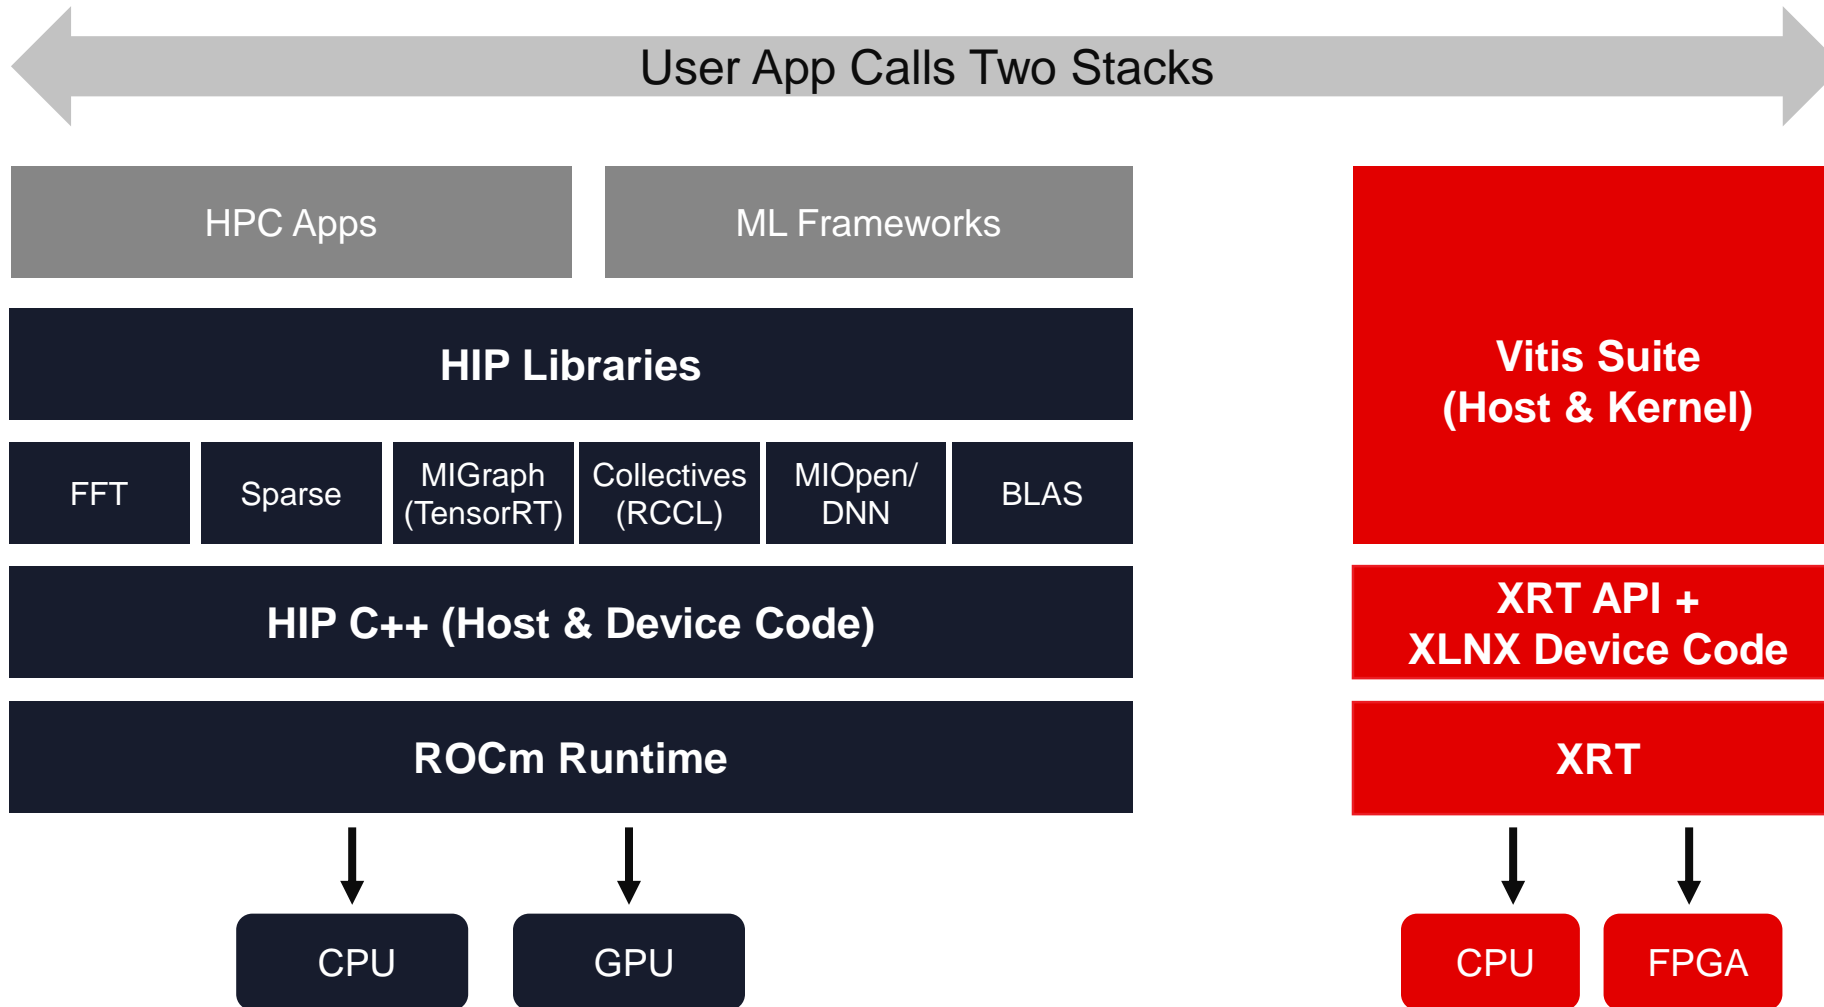 User App Calls Two Stacks
HPC Apps
ML Frameworks
HIP Libraries
FFT
Sparse
MIGraph
(TensorRT)
Collectives
(RCCL)
MIOpen/
DNN
BLAS
HIP C++ (Host & Device Code)
ROCm Runtime
CPU
GPU
Vitis Suite
(Host & Kernel)
XRT API +
XLNX Device Code
XRT
CPU
FPGA